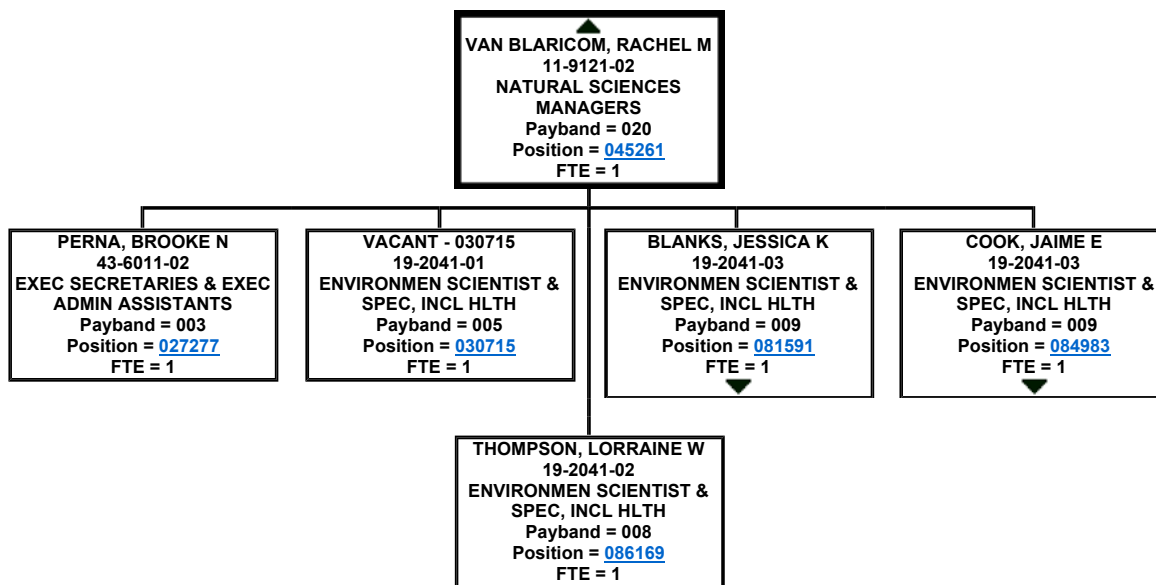 VAN BLARICOM, RACHEL M
11-9121-02
NATURAL SCIENCES
MANAGERS
Payband = 020
Position = 045261
FTE = 1
PERNA, BROOKE N
43-6011-02
EXEC SECRETARIES & EXEC
ADMIN ASSISTANTS
Payband = 003
Position = 027277
FTE = 1
VACANT - 030715
19-2041-01
ENVIRONMEN SCIENTIST &
SPEC, INCL HLTH
Payband = 005
Position = 030715
FTE = 1
BLANKS, JESSICA K
19-2041-03
ENVIRONMEN SCIENTIST &
SPEC, INCL HLTH
Payband = 009
Position = 081591
FTE = 1
COOK, JAIME E
19-2041-03
ENVIRONMEN SCIENTIST &
SPEC, INCL HLTH
Payband = 009
Position = 084983
FTE = 1
THOMPSON, LORRAINE W
19-2041-02
ENVIRONMEN SCIENTIST &
SPEC, INCL HLTH
Payband = 008
Position = 086169
FTE = 1